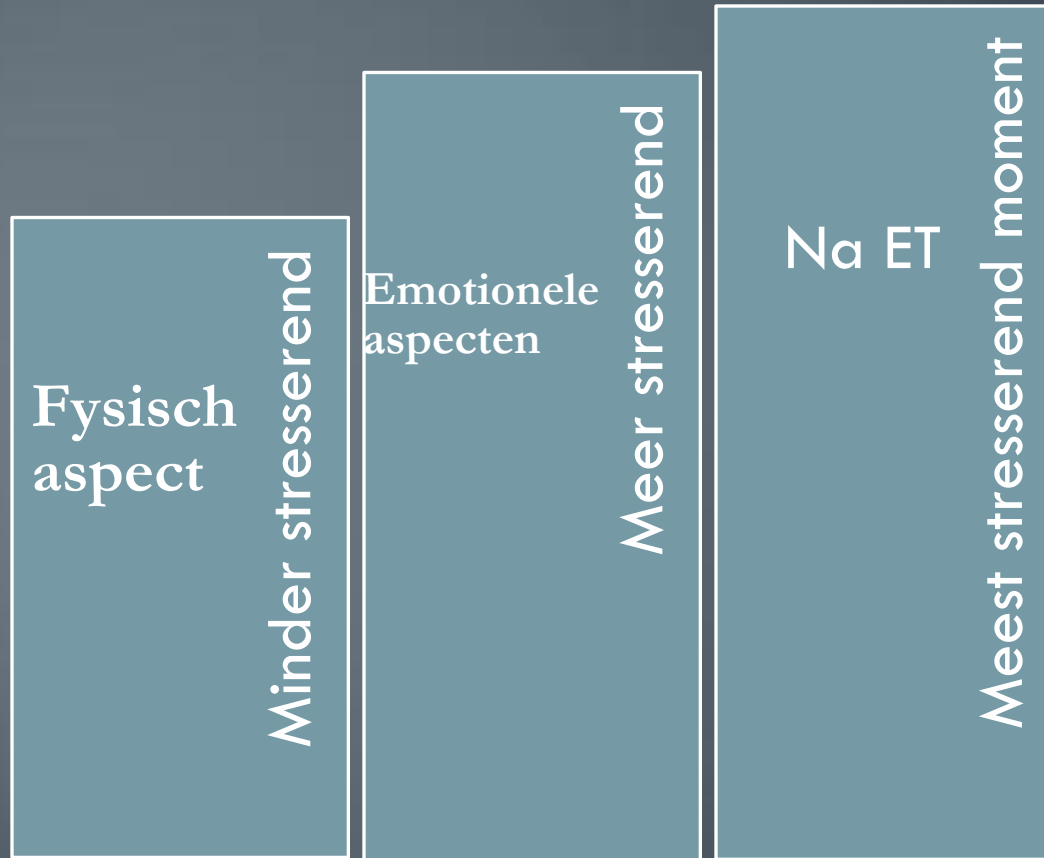 Fysisch
aspect
Minder stresserend
Emotionele
aspecten
Meer stresserend
Na ET
Meest stresserend moment